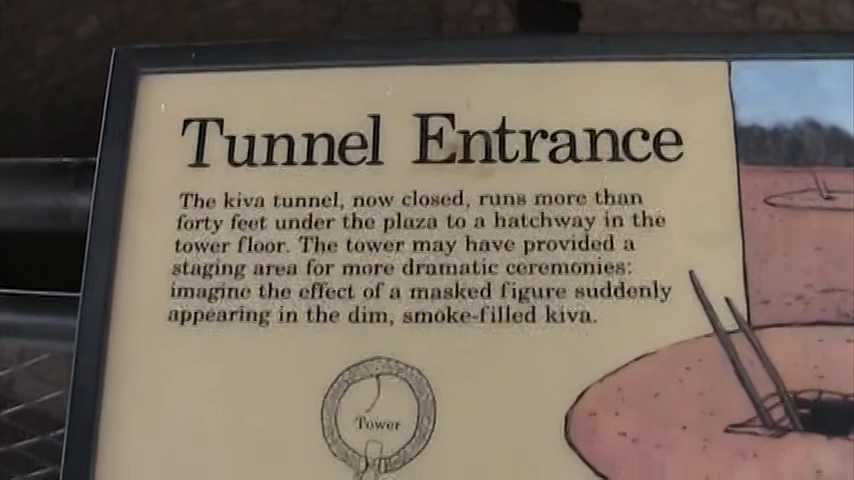 Tunnel Entrance
The kiva tunnel, now closed, runs more than
forty feet under the plaza to a hatchway in the
tower floor. The tower may have provided a
staging area for more dramatic ceremonies:
imagine the effect of a masked figure suddenly
appearing in the dim, smoke-filled kiva.
Tower